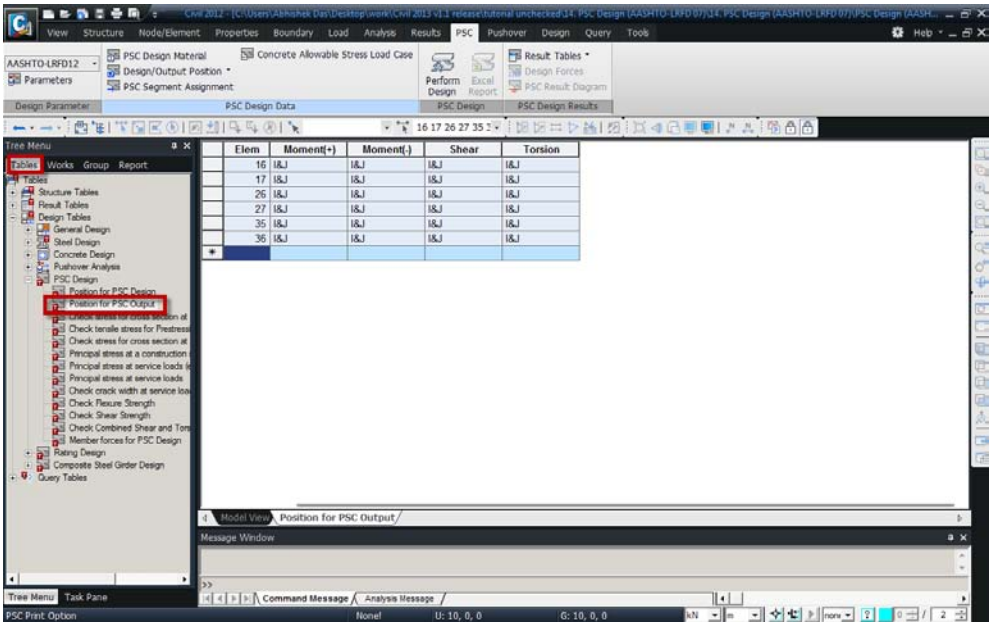 Civil 2012 - [C:\Users\Abhishek Das\Desktop\work\Civil 2013 v1.1 release\tutorial unchecked\14. PSC Design (AASHTO-LRFD 07)\14. PSC Design (AASHTO-LRFD 07)\PSC Design (AASH...
View Structure Node/Element Properties Boundary Load Analysis Results PSC Pushover Design Query Tools Help
AASHTO-LRFD12
Parameters
Design Parameter
PSC Design Material
Design/Output Position
PSC Segment Assignment
Concrete Allowable Stress Load Case
PSC Design Data
Perform Design
Excel Report
PSC Design
Result Tables
Design Forces
PSC Result Diagram
PSC Design Results
16 17 26 27 35 3
Tree Menu
Tables Works Group Report
Tables
Structure Tables
Result Tables
Design Tables
General Design
Steel Design
Concrete Design
Pushover Analysis
PSC Design
Position for PSC Design
Position for PSC Output
Check stress for cross section at
Check tensile stress for Prestress
Check stress for cross section at
Principal stress at a construction
Principal stress at service loads (e
Principal stress at service loads
Check crack width at service loa
Check Flexure Strength
Check Shear Strength
Check Combined Shear and Tors
Member forces for PSC Design
Rating Design
Composite Steel Girder Design
Query Tables
Elem Moment(+) Moment(-) Shear Torsion
16 I&J I&J I&J I&J
17 I&J I&J I&J I&J
26 I&J I&J I&J I&J
27 I&J I&J I&J I&J
35 I&J I&J I&J I&J
36 I&J I&J I&J I&J
Model View Position for PSC Output
Message Window
>>
Command Message Analysis Message
Tree Menu Task Pane
PSC Print Option
None! U: 10, 0, 0 G: 10, 0, 0 kN m non 0 / 2